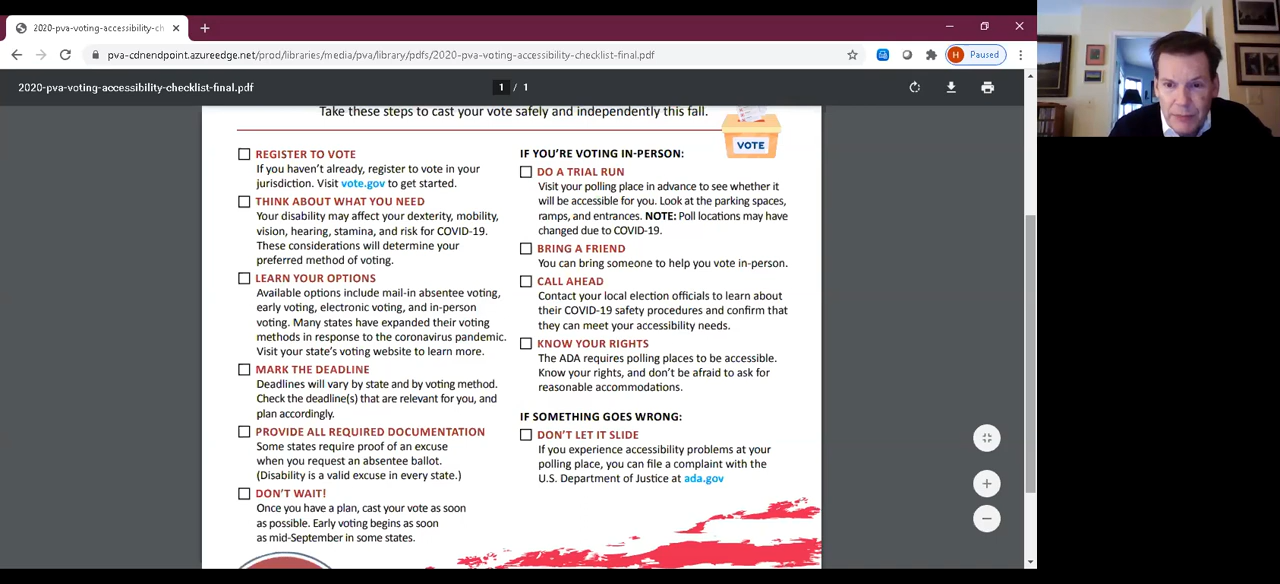 2020-pva-voting-accessibility-ch
pva-cdnendpoint.azureedge.net/prod/libraries/media/pva/library/pdfs/2020-pva-voting-accessibility-checklist-final.pdf
H Paused
2020-pva-voting-accessibility-checklist-final.pdf
1 / 1
Take these steps to cast your vote safely and independently this fall.
VOTE
REGISTER TO VOTE
If you haven't already, register to vote in your
jurisdiction. Visit vote.gov to get started.
THINK ABOUT WHAT YOU NEED
Your disability may affect your dexterity, mobility,
vision, hearing, stamina, and risk for COVID-19.
These considerations will determine your
preferred method of voting.
LEARN YOUR OPTIONS
Available options include mail-in absentee voting,
early voting, electronic voting, and in-person
voting. Many states have expanded their voting
methods in response to the coronavirus pandemic.
Visit your state's voting website to learn more.
MARK THE DEADLINE
Deadlines will vary by state and by voting method.
Check the deadline(s) that are relevant for you, and
plan accordingly.
PROVIDE ALL REQUIRED DOCUMENTATION
Some states require proof of an excuse
when you request an absentee ballot.
(Disability is a valid excuse in every state.)
DON'T WAIT!
Once you have a plan, cast your vote as soon
as possible. Early voting begins as soon
as mid-September in some states.
IF YOU'RE VOTING IN-PERSON:
DO A TRIAL RUN
Visit your polling place in advance to see whether it
will be accessible for you. Look at the parking spaces,
ramps, and entrances. NOTE: Poll locations may have
changed due to COVID-19.
BRING A FRIEND
You can bring someone to help you vote in-person.
CALL AHEAD
Contact your local election officials to learn about
their COVID-19 safety procedures and confirm that
they can meet your accessibility needs.
KNOW YOUR RIGHTS
The ADA requires polling places to be accessible.
Know your rights, and don't be afraid to ask for
reasonable accommodations.
IF SOMETHING GOES WRONG:
DON'T LET IT SLIDE
If you experience accessibility problems at your
polling place, you can file a complaint with the
U.S. Department of Justice at ada.gov